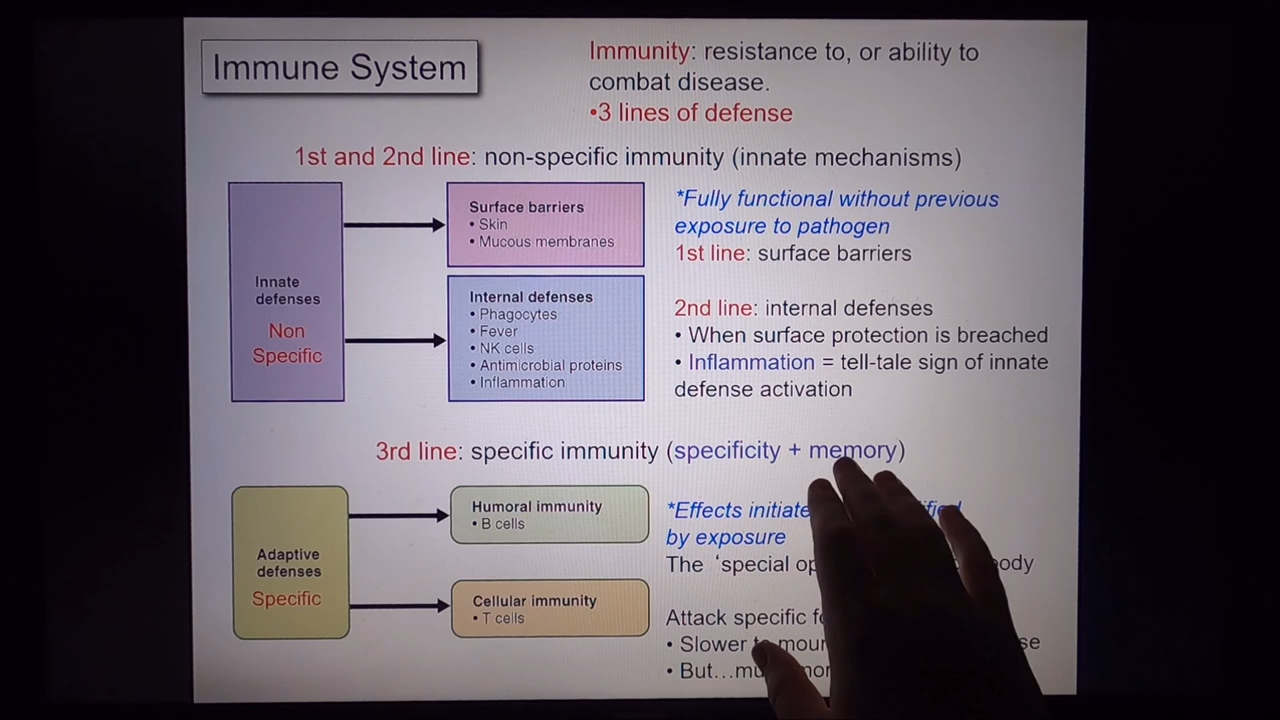 Immune System
Immunity: resistance to, or ability to
combat disease.
•3 lines of defense
1st and 2nd line: non-specific immunity (innate mechanisms)
Innate
defenses
Non
Specific
Surface barriers
• Skin
• Mucous membranes
Internal defenses
• Phagocytes
• Fever
• NK cells
• Antimicrobial proteins
• Inflammation
*Fully functional without previous
exposure to pathogen
1st line: surface barriers
2nd line: internal defenses
• When surface protection is breached
• Inflammation = tell-tale sign of innate
defense activation
3rd line: specific immunity (specificity + memory)
Adaptive
defenses
Specific
Humoral immunity
• B cells
Cellular immunity
• T cells
*Effects
by exposure
The ‘special
Attack specific
• Slower to
• But…